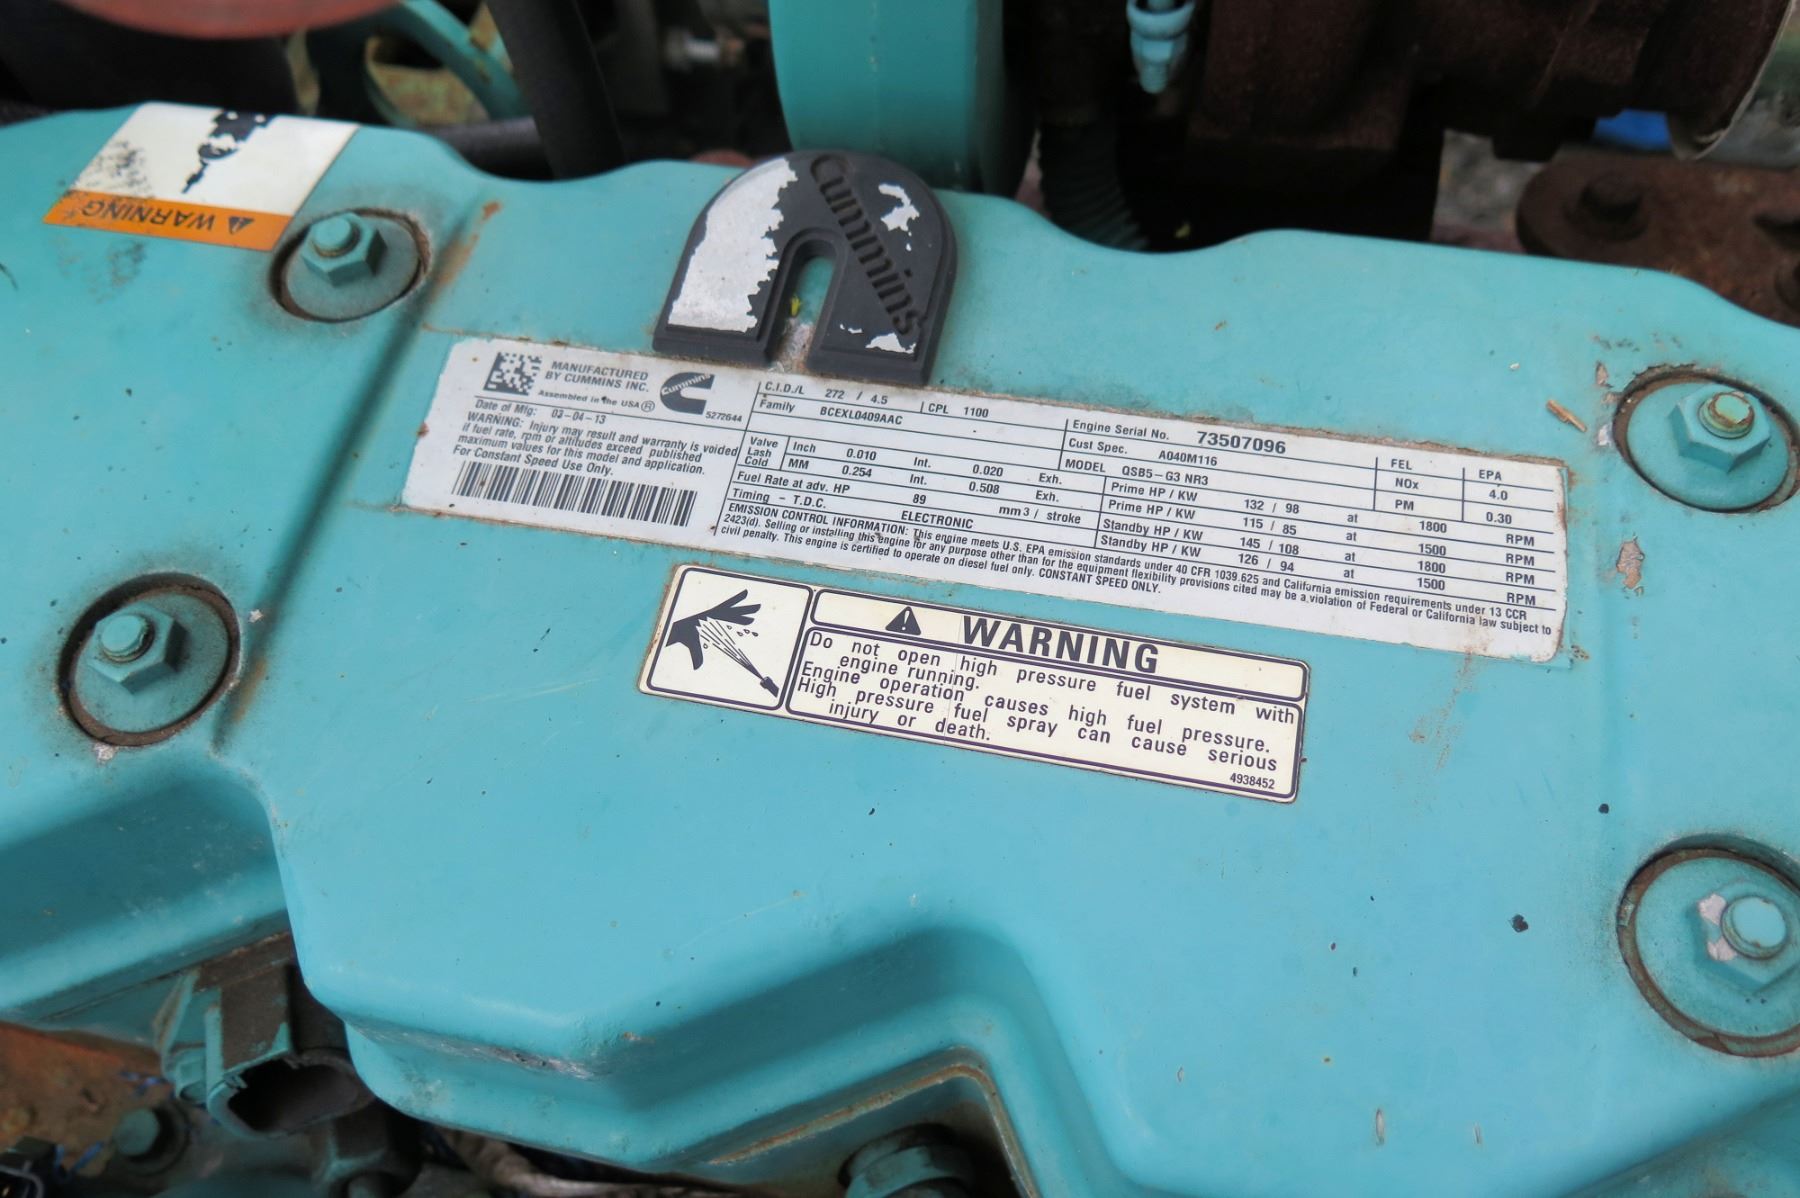 WARNING
Cummins
MANUFACTURED
BY CUMMINS INC.
Assembled in the USA ®
Cummins
5272644
Date of Mfg: 03-04-13
WARNING: Injury may result and warranty is voided
if fuel rate, rpm or altitudes exceed published
maximum values for this model and application.
For Constant Speed Use Only.
C.I.D./L 272 / 4.5 CPL 1100
Family BCEXL0409AAC
Valve Lash Cold Inch 0.010 Int. 0.020 Exh.
MM 0.254 Int. 0.508 Exh.
Fuel Rate at adv. HP 89 mm3 / stroke
Timing - T.D.C. ELECTRONIC
Engine Serial No. 73507096
Cust Spec. A040M116
MODEL QSB5-G3 NR3
FEL EPA
NOx 4.0
PM 0.30
Prime HP / KW 132 / 98 at 1800 RPM
Prime HP / KW 115 / 85 at 1500 RPM
Standby HP / KW 145 / 108 at 1800 RPM
Standby HP / KW 126 / 94 at 1500 RPM
EMISSION CONTROL INFORMATION: This engine meets U.S. EPA emission standards under 40 CFR 1039.625 and California emission requirements under 13 CCR
2423(d). Selling or installing this engine for any purpose other than for the equipment flexibility provisions cited may be a violation of Federal or California law subject to
civil penalty. This engine is certified to operate on diesel fuel only. CONSTANT SPEED ONLY.
WARNING
Do not open high pressure fuel system with
engine running.
Engine operation causes high fuel pressure.
High pressure fuel spray can cause serious
injury or death.
4938452